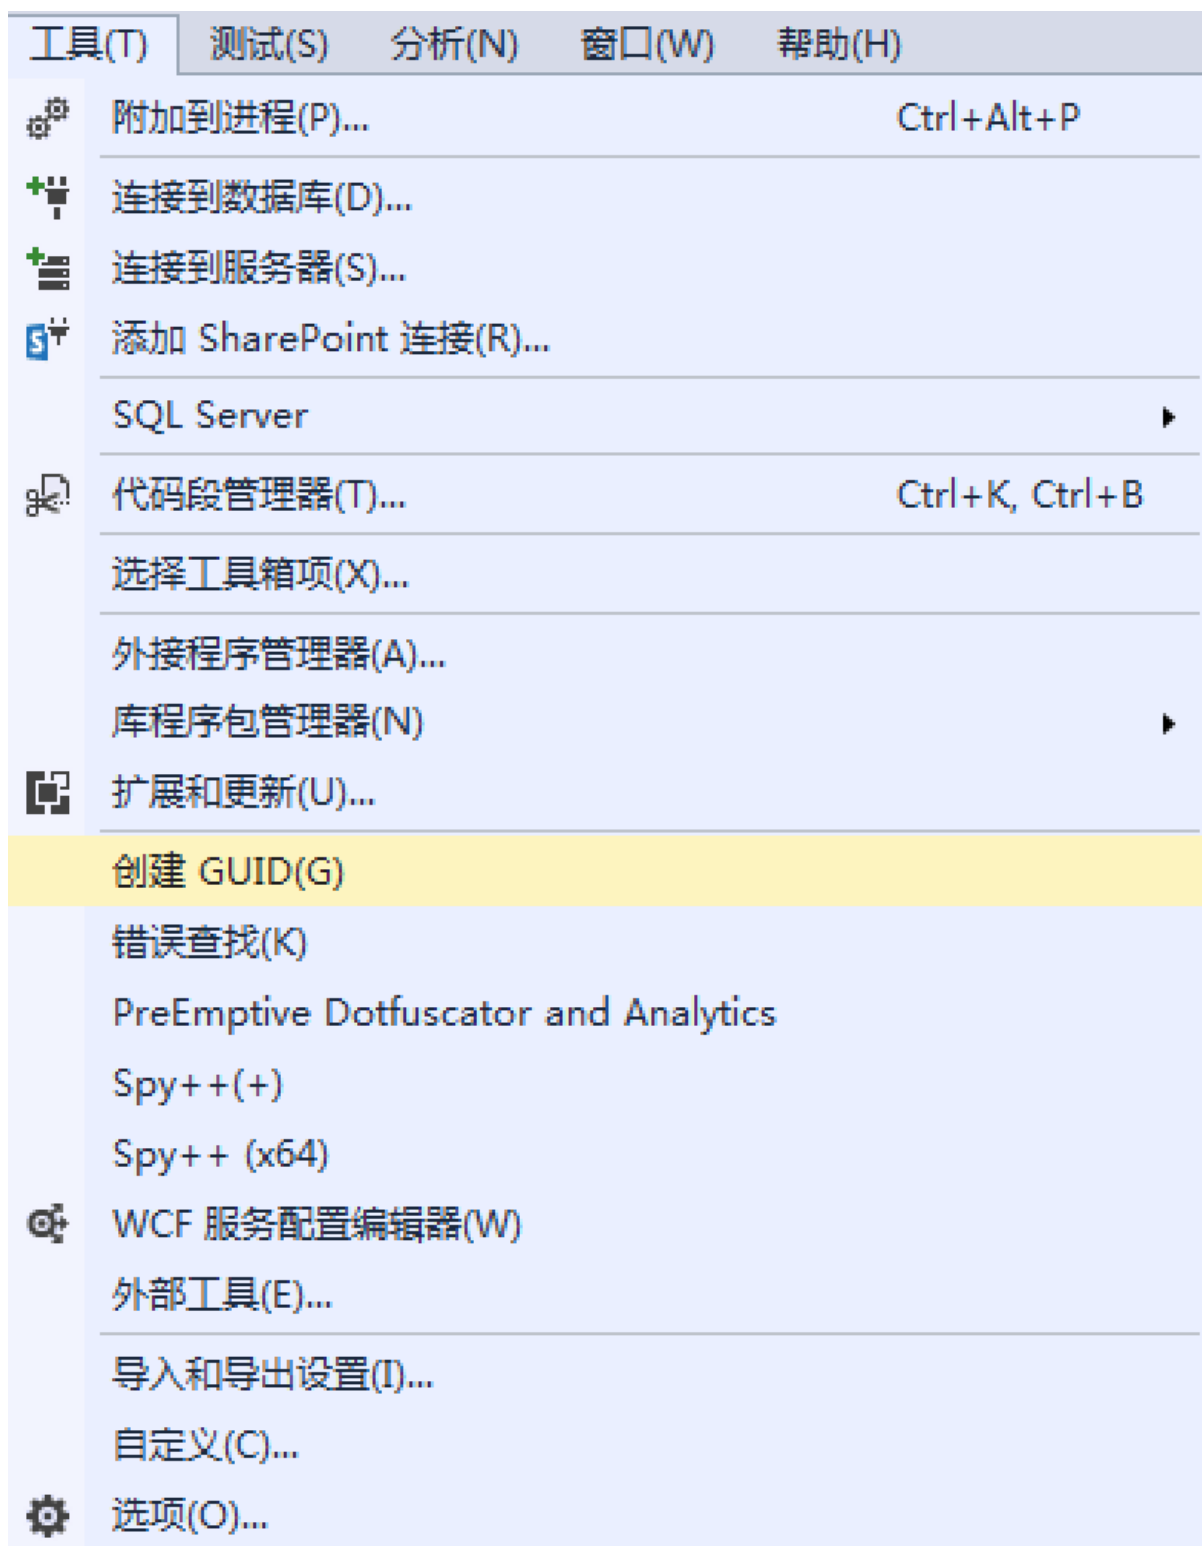 工具(T) 测试(S) 分析(N) 窗口(W) 帮助(H)
附加到进程(P)... Ctrl+Alt+P
连接到数据库(D)...
连接到服务器(S)...
添加 SharePoint 连接(R)...
SQL Server
代码段管理器(T)... Ctrl+K, Ctrl+B
选择工具箱项(X)...
外接程序管理器(A)...
库程序包管理器(N)
扩展和更新(U)...
创建 GUID(G)
错误查找(K)
PreEmptive Dotfuscator and Analytics
Spy++(+)
Spy++ (x64)
WCF 服务配置编辑器(W)
外部工具(E)...
导入和导出设置(I)...
自定义(C)...
选项(O)...